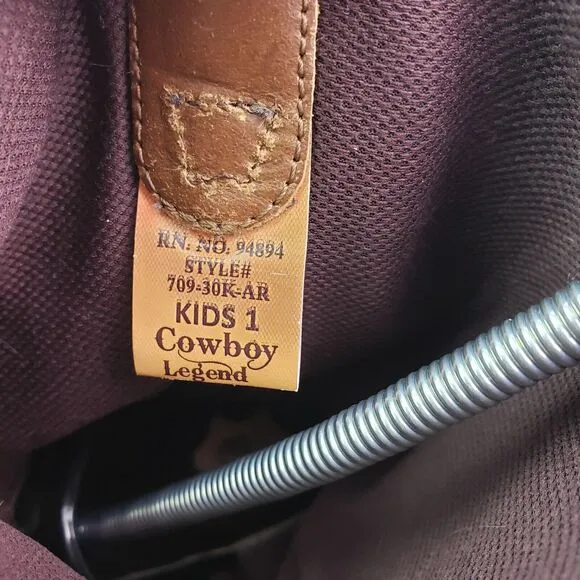 RN: NO: 94894
STYLE#
709-30K-AR
KIDS 1
Cowboy
Legend